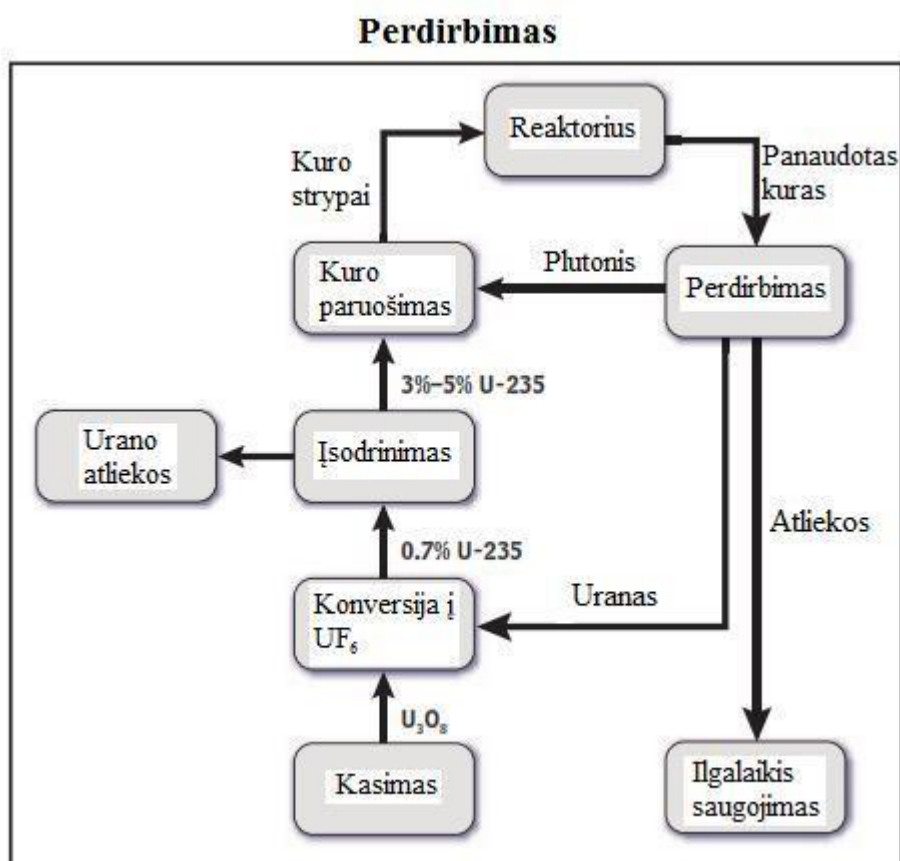 Perdirbimas
Reaktorius
Kuro
strypai
Panaudotas
kuras
Kuro
paruošimas
Plutonis
Perdirbimas
3%–5% U-235
Urano
atliekos
Įsodrinimas
Atliekos
0.7% U-235
Konversija į
UF₆
Uranas
U₃O₈
Kasimas
Ilgalaikis
saugojimas